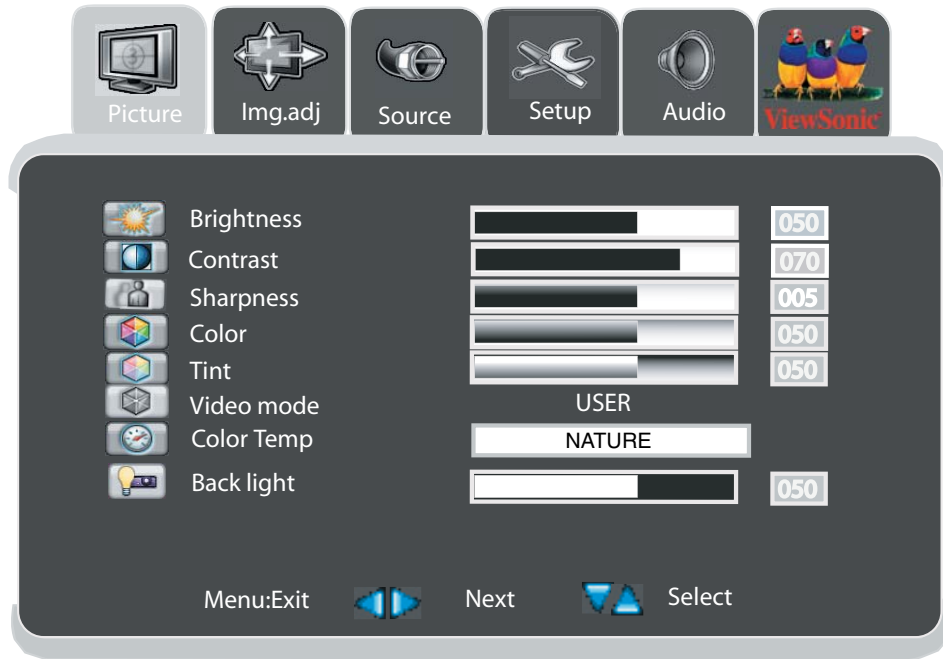 Picture
Img.adj
Source
Setup
Audio
ViewSonic
Brightness 050
Contrast 070
Sharpness 005
Color 050
Tint 050
Video mode USER
Color Temp NATURE
Back light 050
Menu:Exit Next Select